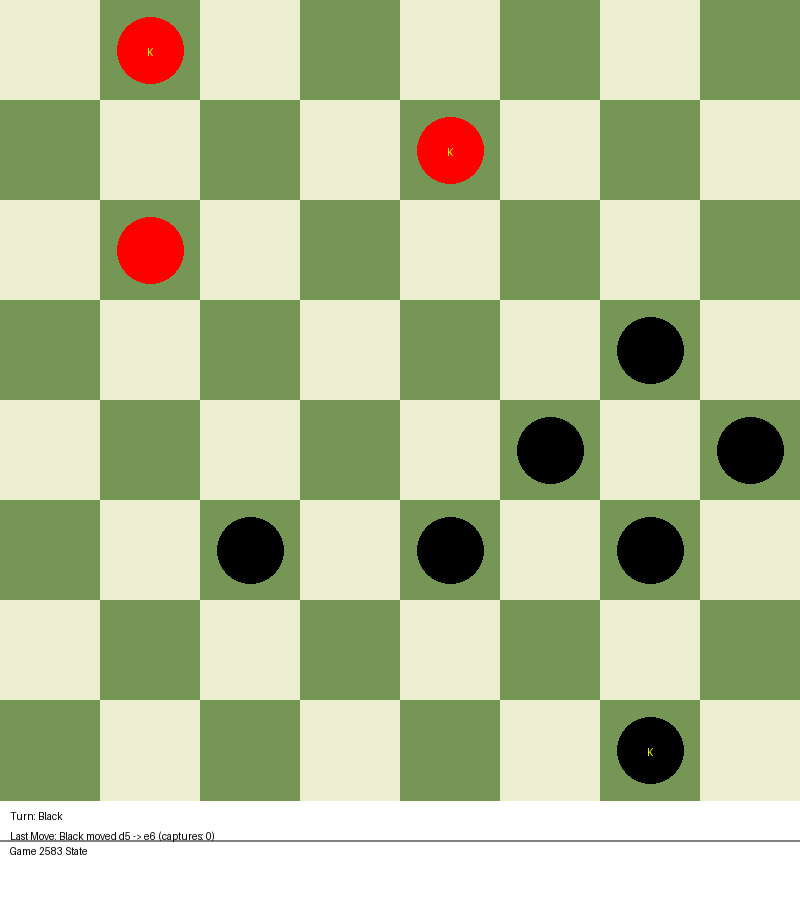 K
K
K
Turn: Black
Last Move: Black moved d5 -> e6 (captures: 0)
Game 2583 State